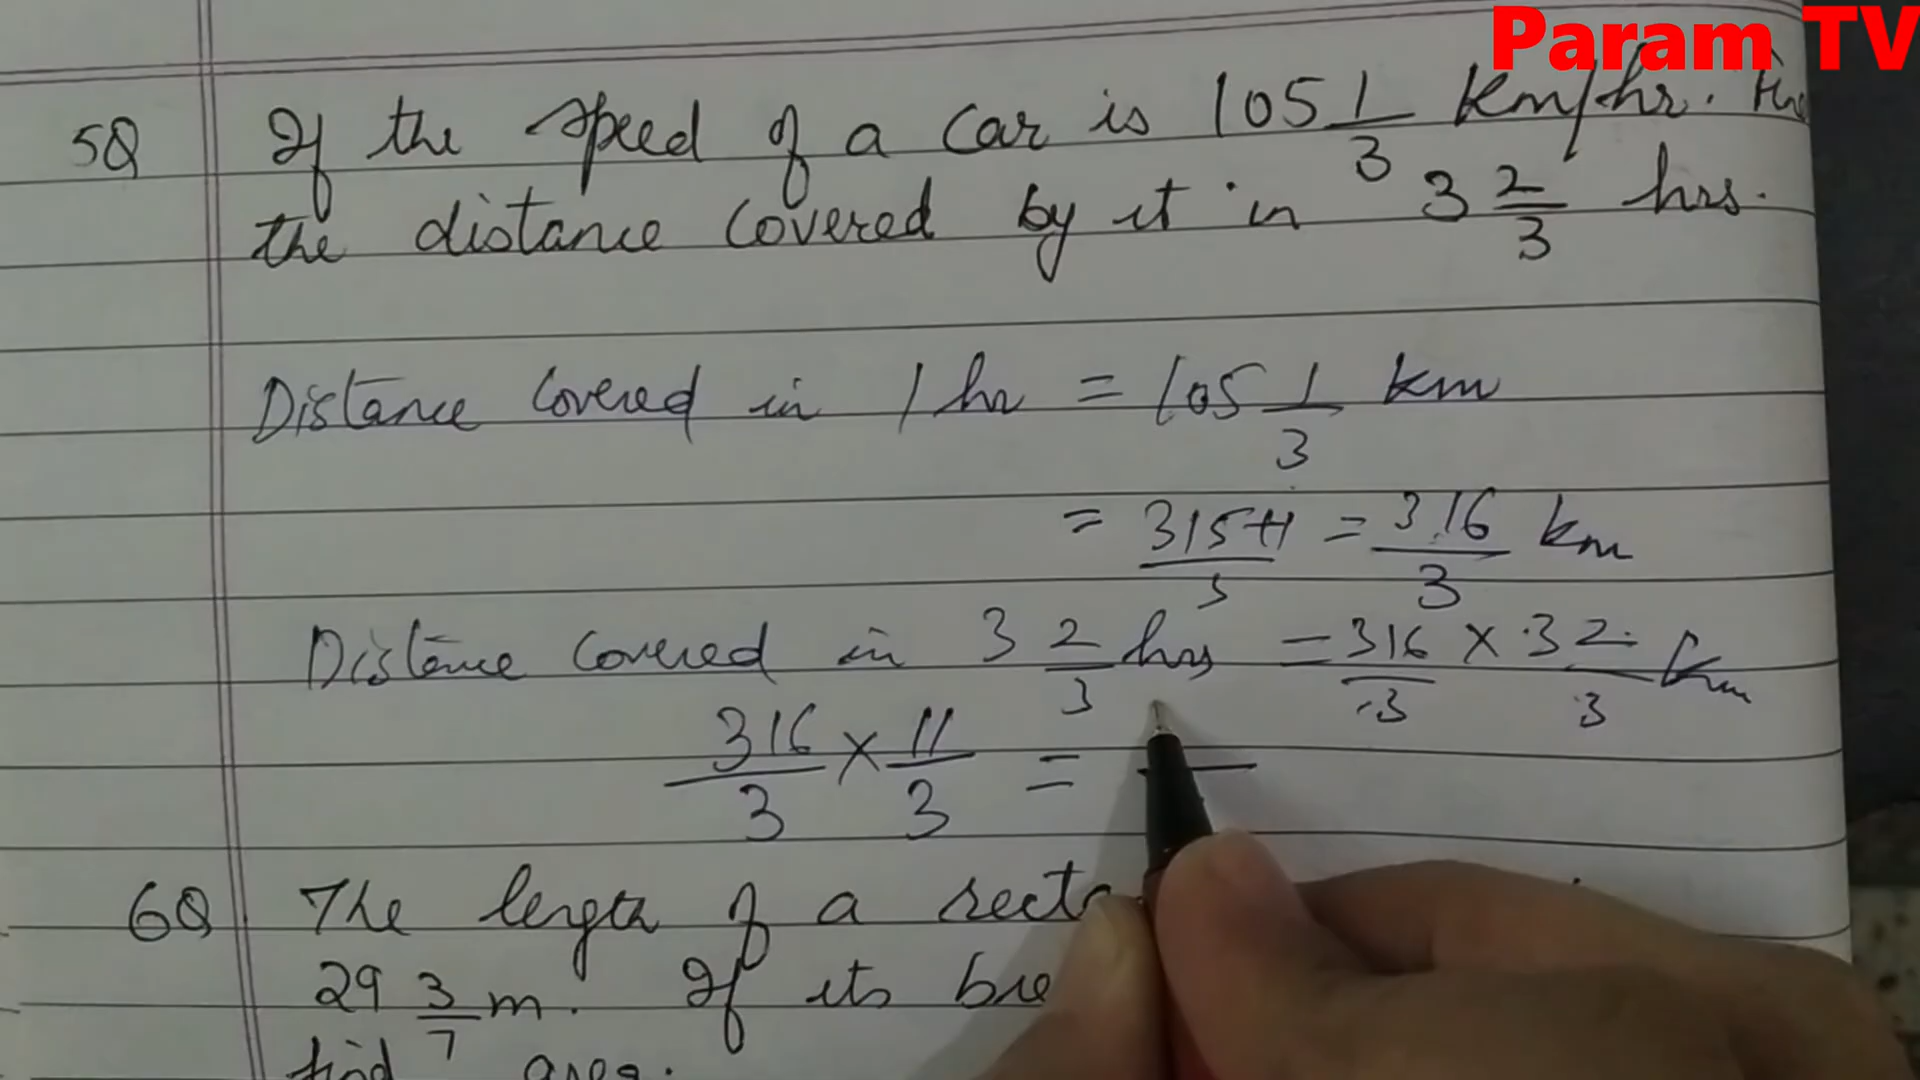 Param TV
5Q If the speed of a car is 105 1/3 km/hr.
the distance covered by it in 3 2/3 hrs.
Distance covered in 1 hr = 105 1/3 km
= 315+1/3 = 316/3 km
Distance covered in 3 2/3 hrs = 316/3 × 3 2/3 km
316/3 × 11/3 =
6Q The length of a
29 3/7 m. If its
find area.